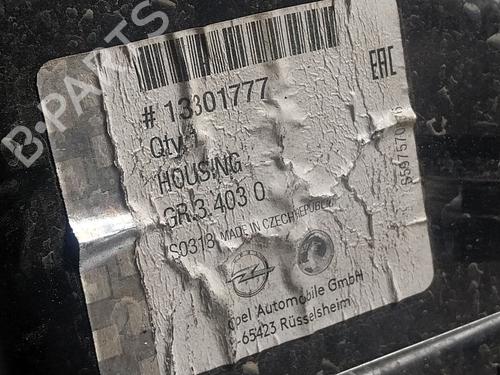 B-PARTS
# 13301777
EAC
Qty. 1
HOUSING
GR.3.403 0
S0318 MADE IN CZECH REPUBLIC
Opel Automobile GmbH
-65423 Rüsselsheim